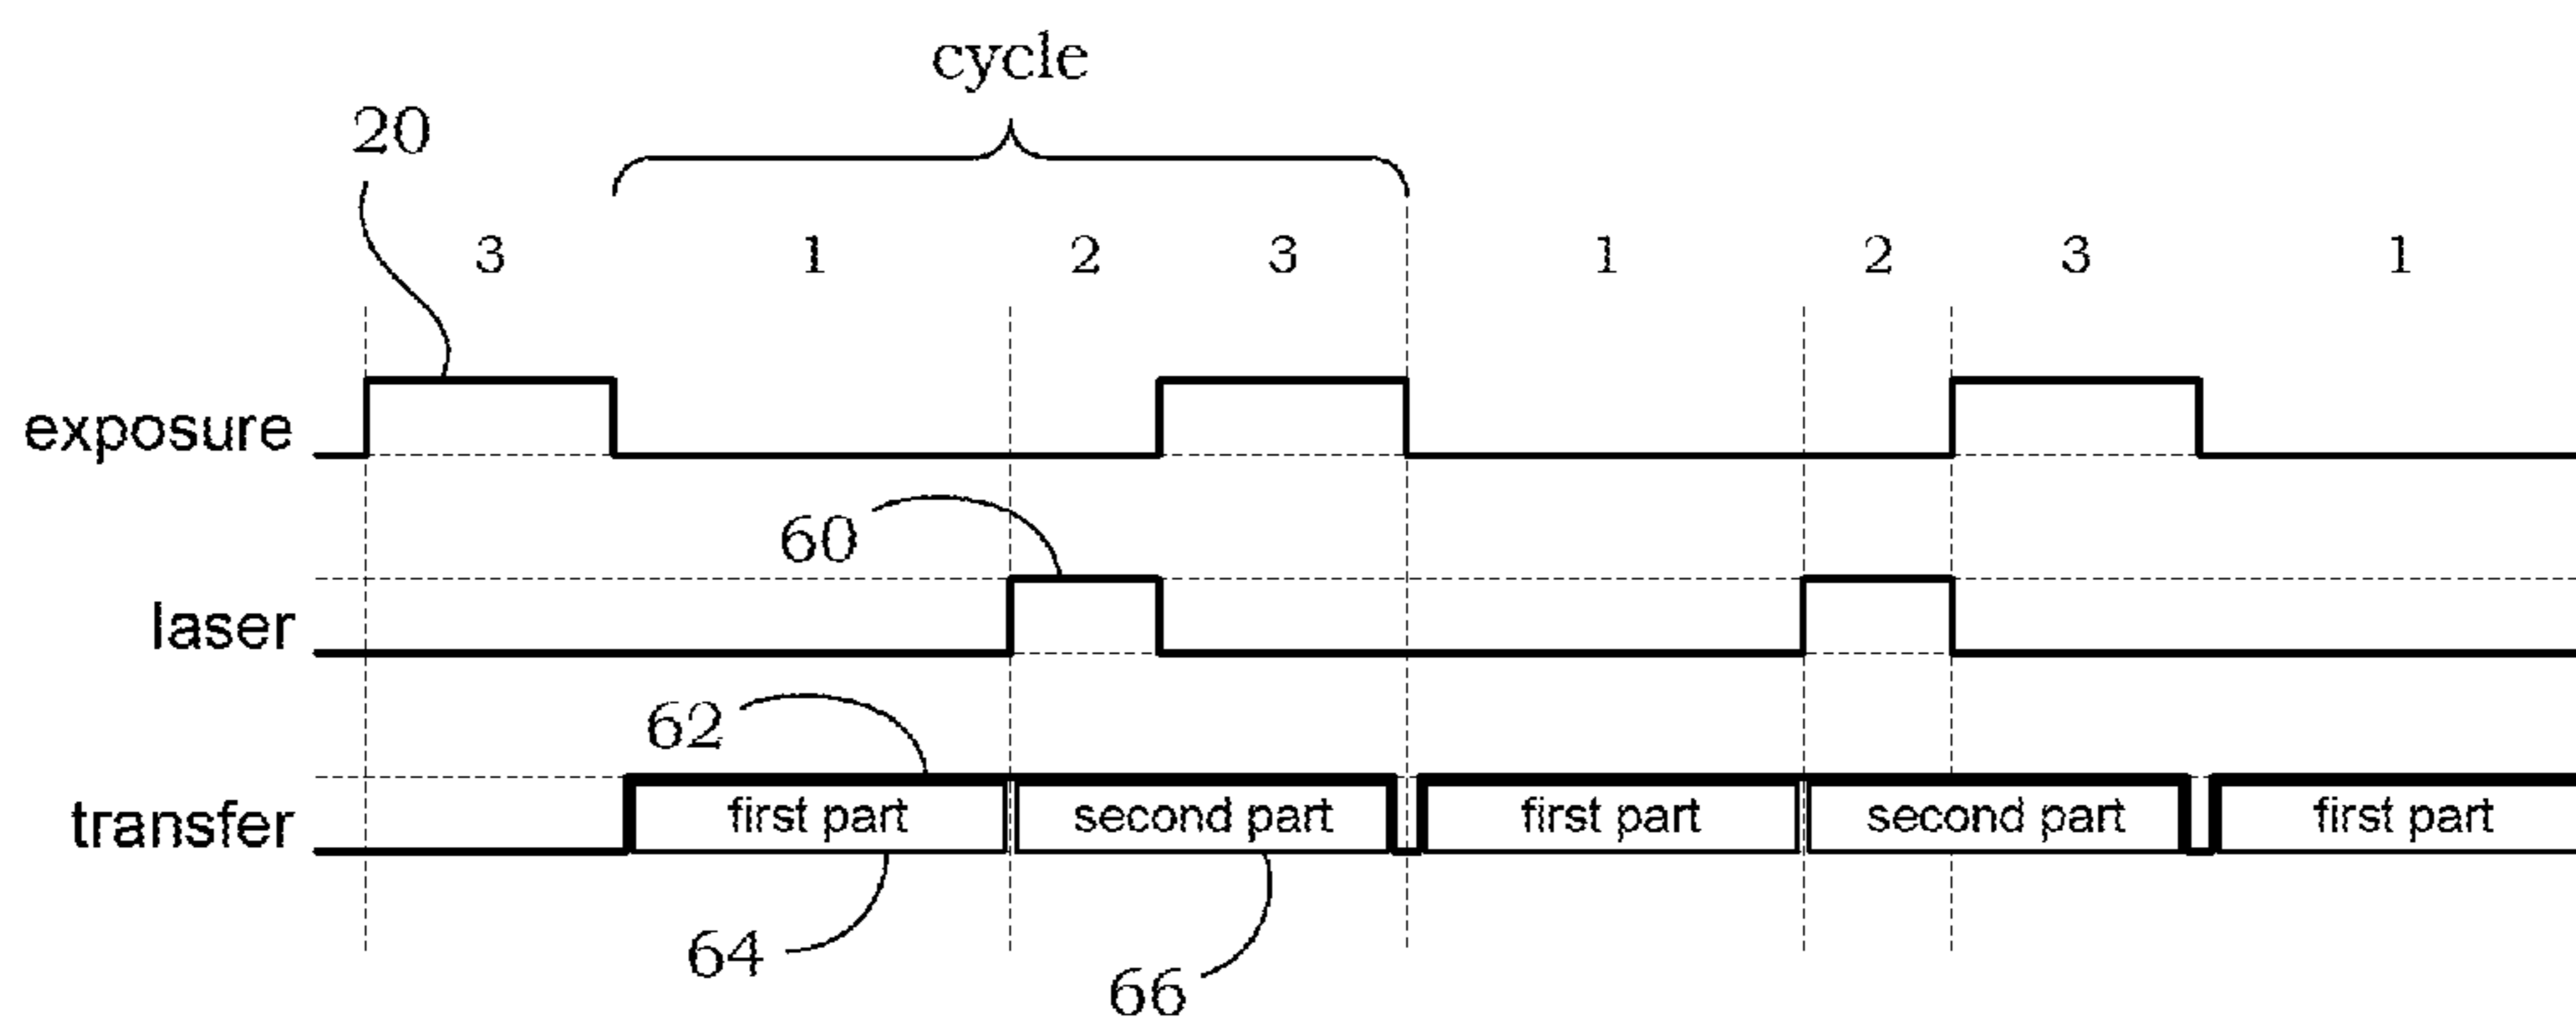 cycle
20
3 1 2 3 1 2 3 1
exposure
60
laser
62
transfer first part second part first part second part first part
64
66